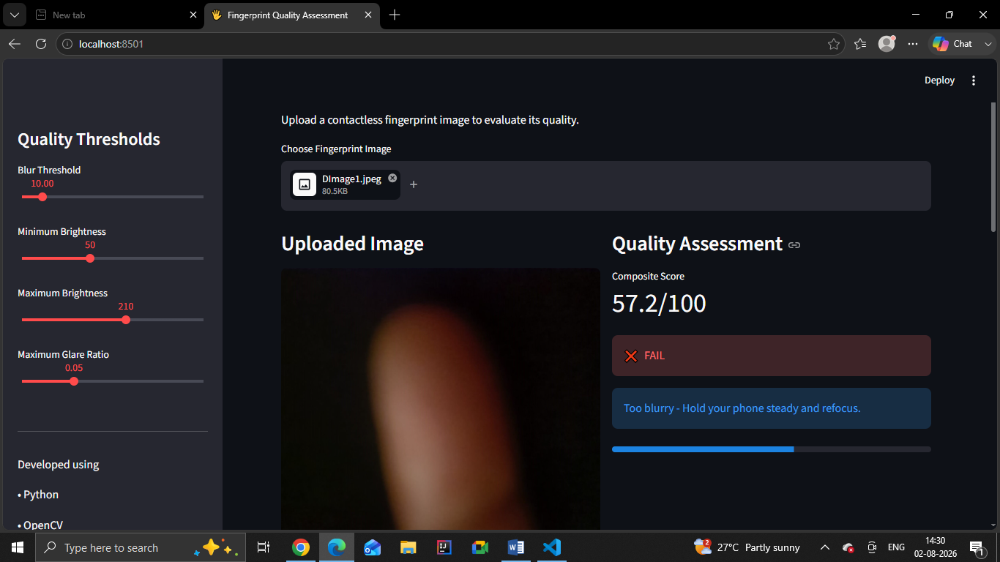 New tab
Fingerprint Quality Assessment
localhost:8501
Chat
Deploy
Quality Thresholds
Blur Threshold
10.00
Minimum Brightness
50
Maximum Brightness
210
Maximum Glare Ratio
0.05
Developed using
• Python
• OpenCV
Upload a contactless fingerprint image to evaluate its quality.
Choose Fingerprint Image
DImage1.jpeg
80.5KB
Uploaded Image
Quality Assessment
Composite Score
57.2/100
FAIL
Too blurry - Hold your phone steady and refocus.
Type here to search
2
27°C Partly sunny
ENG
14:30
02-08-2026
1